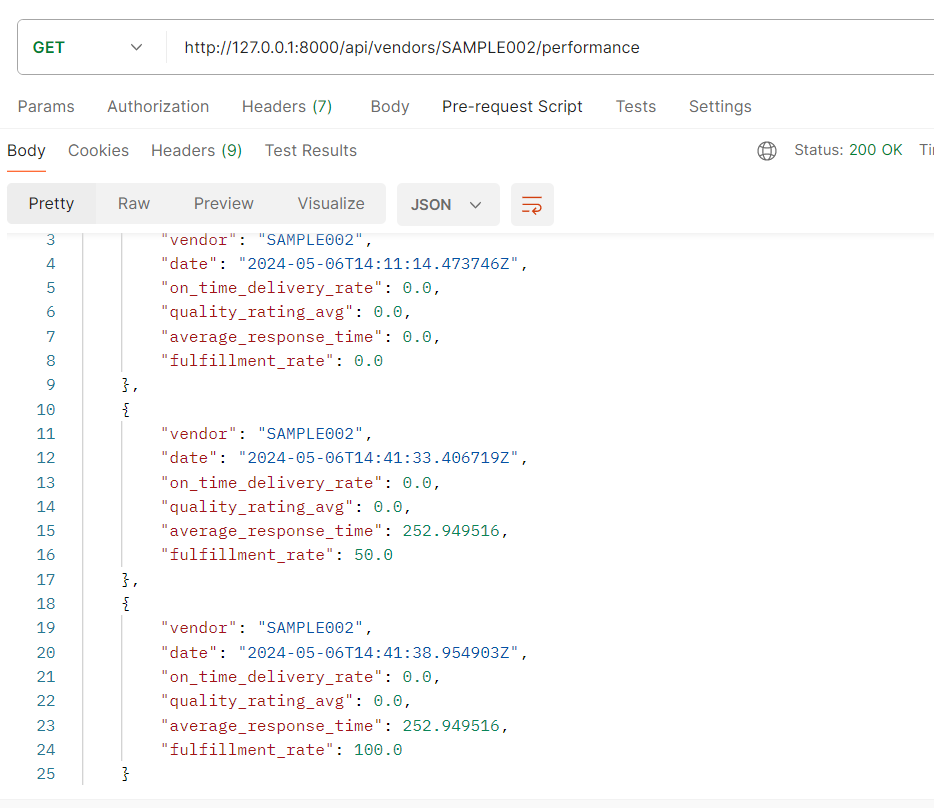 GET http://127.0.0.1:8000/api/vendors/SAMPLE002/performance
Params Authorization Headers (7) Body Pre-request Script Tests Settings
Body Cookies Headers (9) Test Results Status: 200 OK
Pretty Raw Preview Visualize JSON
3 "vendor": "SAMPLE002",
4 "date": "2024-05-06T14:11:14.473746Z",
5 "on_time_delivery_rate": 0.0,
6 "quality_rating_avg": 0.0,
7 "average_response_time": 0.0,
8 "fulfillment_rate": 0.0
9 },
10 {
11 "vendor": "SAMPLE002",
12 "date": "2024-05-06T14:41:33.406719Z",
13 "on_time_delivery_rate": 0.0,
14 "quality_rating_avg": 0.0,
15 "average_response_time": 252.949516,
16 "fulfillment_rate": 50.0
17 },
18 {
19 "vendor": "SAMPLE002",
20 "date": "2024-05-06T14:41:38.954903Z",
21 "on_time_delivery_rate": 0.0,
22 "quality_rating_avg": 0.0,
23 "average_response_time": 252.949516,
24 "fulfillment_rate": 100.0
25 }